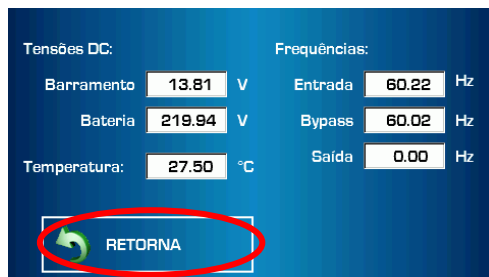 Tensões DC:
Barramento 13.81 V
Bateria 219.94 V
Temperatura: 27.50 °C
Frequências:
Entrada 60.22 Hz
Bypass 60.02 Hz
Saída 0.00 Hz
RETORNA